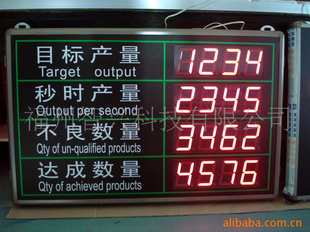 目标产量
Target output
1234
秒时产量
Output per second
2345
不良数量
Qty of un-qualified products
3462
达成数量
Qty of achieved products
4576
alibaba.com.cn